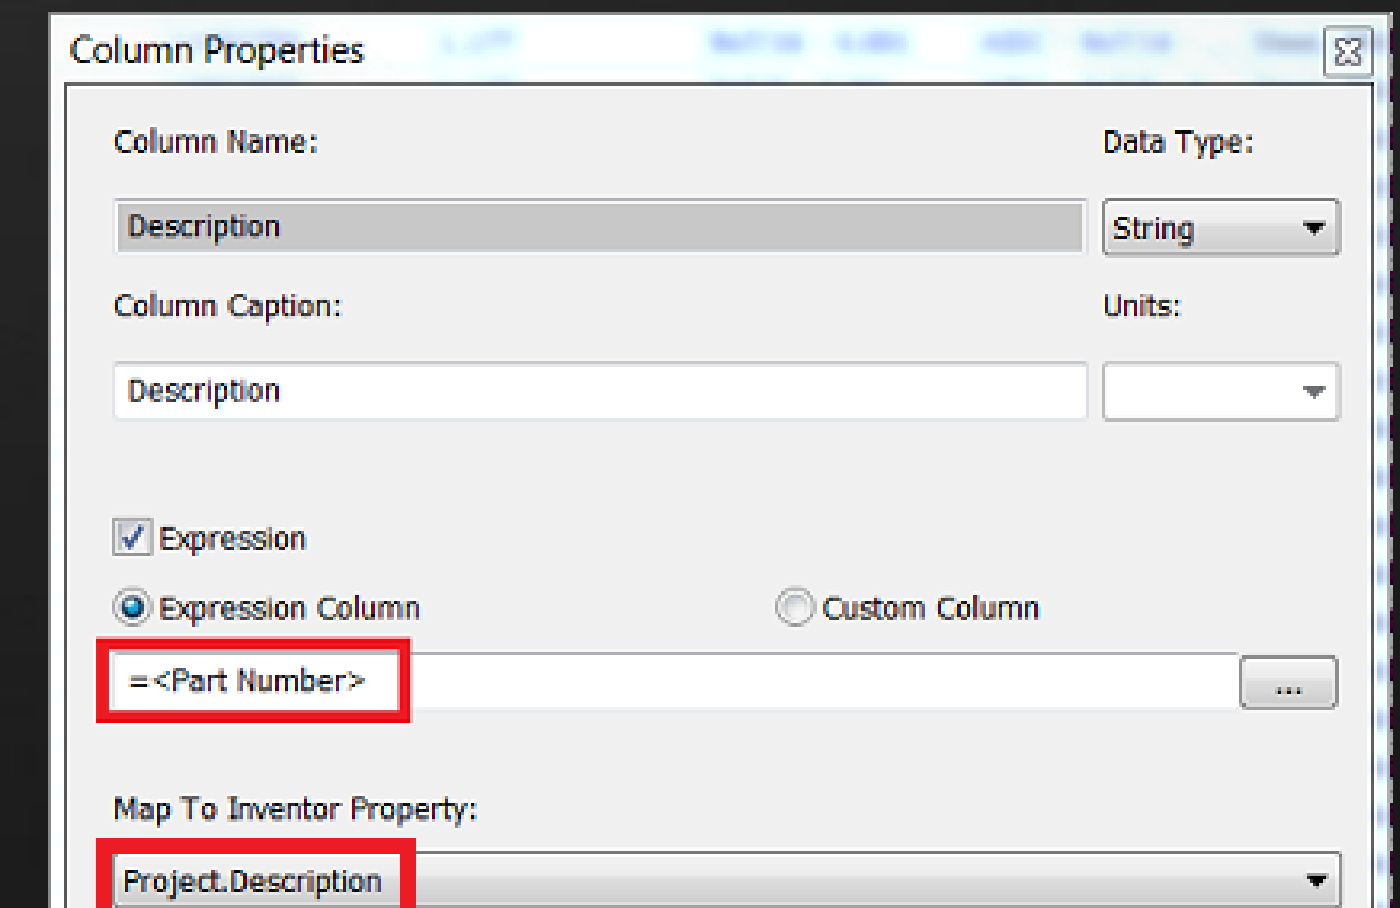 Column Properties
Column Name:
Data Type:
Description
String
Column Caption:
Units:
Description
Expression
Expression Column
Custom Column
=<Part Number>
...
Map To Inventor Property:
Project.Description